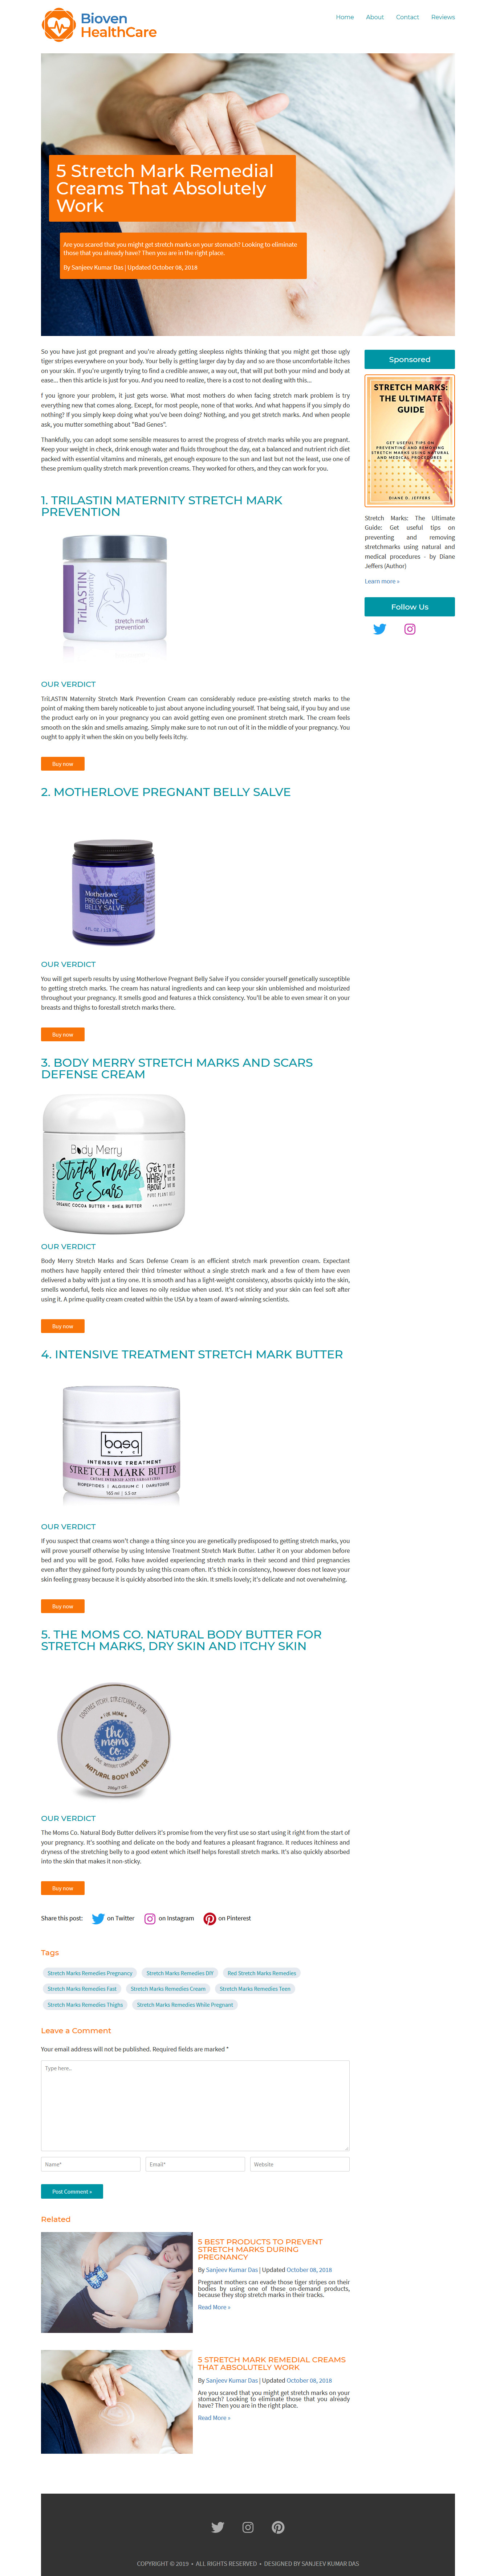 Bioven
HealthCare
Home About Contact Reviews
5 Stretch Mark Remedial
Creams That Absolutely
Work
Are you scared that you might get stretch marks on your stomach? Looking to eliminate
those that you already have? Then you are in the right place.
By Sanjeev Kumar Das | Updated October 08, 2018
So you have just got pregnant and you're already getting sleepless nights thinking that you might get those ugly
tiger stripes everywhere on your body. Your belly is getting larger day by day and so are those uncomfortable itches
on your skin. If you're urgently trying to find a credible answer, a way out, that will put both your mind and body at
ease... then this article is just for you. And you need to realize, there is a cost to not dealing with this...
f you ignore your problem, it just gets worse. What most mothers do when facing stretch mark problem is try
everything new that comes along. Except, for most people, none of that works. And what happens if you simply do
nothing? If you simply keep doing what you've been doing? Nothing, and you get stretch marks. And when people
ask, you mutter something about "Bad Genes".
Thankfully, you can adopt some sensible measures to arrest the progress of stretch marks while you are pregnant.
Keep your weight in check, drink enough water and fluids throughout the day, eat a balanced and nutrient rich diet
packed with essential vitamins and minerals, get enough exposure to the sun and last but not the least, use one of
these premium quality stretch mark prevention creams. They worked for others, and they can work for you.
Sponsored
STRETCH MARKS:
THE ULTIMATE
GUIDE
GET USEFUL TIPS ON
PREVENTING AND REMOVING
STRETCHMARKS USING NATURAL
AND MEDICAL PROCEDURES
DIANE D. JEFFERS
Stretch Marks: The Ultimate
Guide: Get useful tips on
preventing and removing
stretchmarks using natural and
medical procedures - by Diane
Jeffers (Author)
Learn more »
Follow Us
1. TRILASTIN MATERNITY STRETCH MARK
PREVENTION
TriLASTIN
maternity
stretch mark
prevention
OUR VERDICT
TriLASTIN Maternity Stretch Mark Prevention Cream can considerably reduce pre-existing stretch marks to the
point of making them barely noticeable to just about anyone including yourself. That being said, if you buy and use
the product early on in your pregnancy you can avoid getting even one prominent stretch mark. The cream feels
smooth on the skin and smells amazing. Simply make sure to not run out of it in the middle of your pregnancy. You
ought to apply it when the skin on you belly feels itchy.
Buy now
2. MOTHERLOVE PREGNANT BELLY SALVE
Motherlove
PREGNANT
BELLY SALVE
OUR VERDICT
You will get superb results by using Motherlove Pregnant Belly Salve if you consider yourself genetically susceptible
to getting stretch marks. The cream has natural ingredients and can keep your skin unblemished and moisturized
throughout your pregnancy. It smells good and features a thick consistency. You'll be able to even smear it on your
breasts and thighs to forestall stretch marks there.
Buy now
3. BODY MERRY STRETCH MARKS AND SCARS
DEFENSE CREAM
Body Merry
Stretch Marks
& Scars
ORGANIC COCOA BUTTER + SHEA BUTTER
OUR VERDICT
Body Merry Stretch Marks and Scars Defense Cream is an efficient stretch mark prevention cream. Expectant
mothers have happily entered their third trimester without a single stretch mark and a few of them have even
delivered a baby with just a tiny one. It is smooth and has a light-weight consistency, absorbs quickly into the skin,
smells wonderful, feels nice and leaves no oily residue when used. It's not sticky and your skin can feel soft after
using it. A prime quality cream created within the USA by a team of award-winning scientists.
Buy now
4. INTENSIVE TREATMENT STRETCH MARK BUTTER
basq
NYC
INTENSIVE TREATMENT
STRETCH MARK BUTTER
165 ml | 5.5 oz
OUR VERDICT
If you suspect that creams won't change a thing since you are genetically predisposed to getting stretch marks, you
will prove yourself otherwise by using Intensive Treatment Stretch Mark Butter. Lather it on your abdomen before
bed and you will be good. Folks have avoided experiencing stretch marks in their second and third pregnancies
even after they gained forty pounds by using this cream often. It's thick in consistency, however does not leave your
skin feeling greasy because it is quickly absorbed into the skin. It smells lovely; it's delicate and not overwhelming.
Buy now
5. THE MOMS CO. NATURAL BODY BUTTER FOR
STRETCH MARKS, DRY SKIN AND ITCHY SKIN
FOR MOMS
the
moms
co.
NATURAL BODY BUTTER
OUR VERDICT
The Moms Co. Natural Body Butter delivers it's promise from the very first use so start using it right from the start of
your pregnancy. It's soothing and delicate on the body and features a pleasant fragrance. It reduces itchiness and
dryness of the stretching belly to a good extent which itself helps forestall stretch marks. It's also quickly absorbed
into the skin that makes it non-sticky.
Buy now
Share this post: on Twitter on Instagram on Pinterest
Tags
Stretch Marks Remedies Pregnancy Stretch Marks Remedies DIY Red Stretch Marks Remedies
Stretch Marks Remedies Fast Stretch Marks Remedies Cream Stretch Marks Remedies Teen
Stretch Marks Remedies Thighs Stretch Marks Remedies While Pregnant
Leave a Comment
Your email address will not be published. Required fields are marked *
Type here..
Name* Email* Website
Post Comment »
Related
5 BEST PRODUCTS TO PREVENT
STRETCH MARKS DURING
PREGNANCY
By Sanjeev Kumar Das | Updated October 08, 2018
Pregnant mothers can evade those tiger stripes on their
bodies by using one of these on-demand products,
because they stop stretch marks in their tracks.
Read More »
5 STRETCH MARK REMEDIAL CREAMS
THAT ABSOLUTELY WORK
By Sanjeev Kumar Das | Updated October 08, 2018
Are you scared that you might get stretch marks on your
stomach? Looking to eliminate those that you already
have? Then you are in the right place.
Read More »
COPYRIGHT © 2019 • ALL RIGHTS RESERVED • DESIGNED BY SANJEEV KUMAR DAS